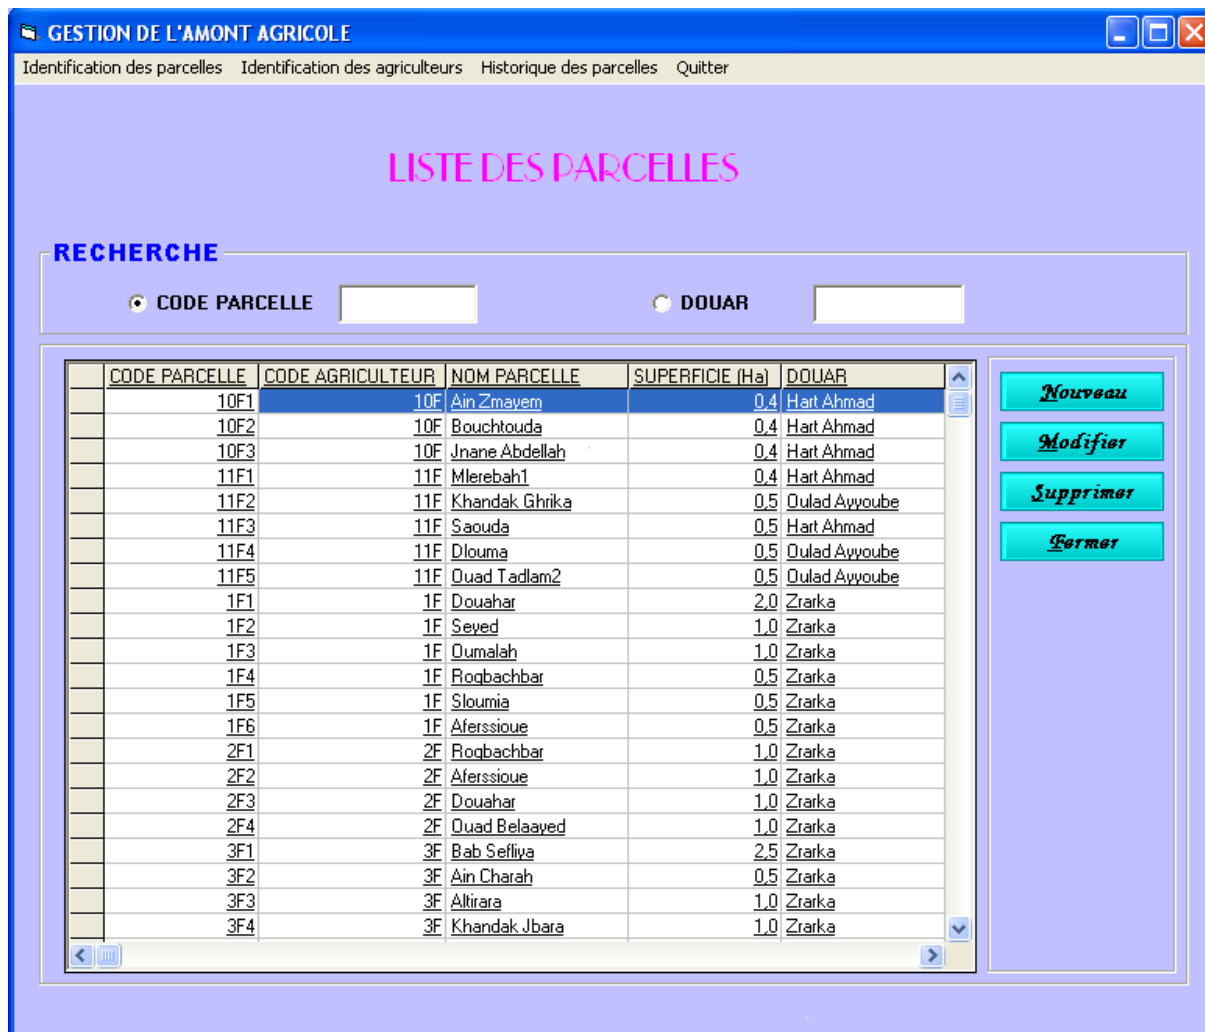 GESTION DE L'AMONT AGRICOLE
Identification des parcelles Identification des agriculteurs Historique des parcelles Quitter
LISTE DES PARCELLES
RECHERCHE
CODE PARCELLE DOUAR
CODE PARCELLE CODE AGRICULTEUR NOM PARCELLE SUPERFICIE (Ha) DOUAR
10F1 10F Ain Zmayem 0,4 Hart Ahmad
10F2 10F Bouchtouda 0,4 Hart Ahmad
10F3 10F Jnane Abdellah 0,4 Hart Ahmad
11F1 11F Mlerebah1 0,4 Hart Ahmad
11F2 11F Khandak Ghrika 0,5 Oulad Ayyoube
11F3 11F Saouda 0,5 Hart Ahmad
11F4 11F Dlouma 0,5 Oulad Ayyoube
11F5 11F Ouad Tadlam2 0,5 Oulad Ayyoube
1F1 1F Douahar 2,0 Zrarka
1F2 1F Seyed 1,0 Zrarka
1F3 1F Oumalah 1,0 Zrarka
1F4 1F Rogbachbar 0,5 Zrarka
1F5 1F Sloumia 0,5 Zrarka
1F6 1F Aferssioue 0,5 Zrarka
2F1 2F Rogbachbar 1,0 Zrarka
2F2 2F Aferssioue 1,0 Zrarka
2F3 2F Douahar 1,0 Zrarka
2F4 2F Ouad Belaayed 1,0 Zrarka
3F1 3F Bab Sefliya 2,5 Zrarka
3F2 3F Ain Charah 0,5 Zrarka
3F3 3F Altirara 1,0 Zrarka
3F4 3F Khandak Jbara 1,0 Zrarka
Nouveau
Modifier
Supprimer
Fermer